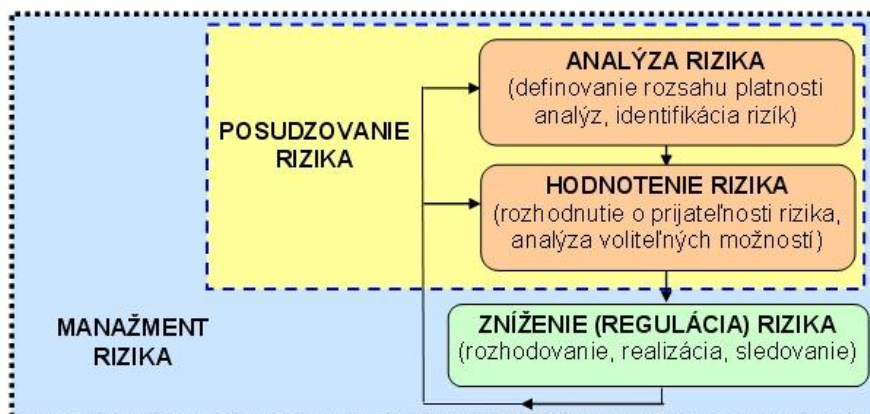 ANALÝZA RIZIKA
(definovanie rozsahu platnosti
analýz, identifikácia rizík)
POSUDZOVANIE
RIZIKA
HODNOTENIE RIZIKA
(rozhodnutie o prijateľnosti rizika,
analýza voliteľných možností)
ZNÍŽENIE (REGULÁCIA) RIZIKA
(rozhodovanie, realizácia, sledovanie)
MANAŽMENT
RIZIKA